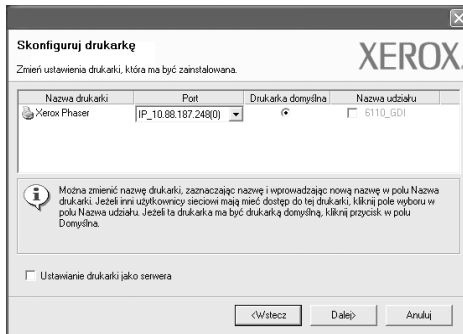 Skonfiguruj drukarkę
Zmień ustawienia drukarki, która ma być zainstalowana.
XEROX.
Nazwa drukarki Port Drukarka domyślna Nazwa udziału
Xerox Phaser IP_10.88.187.248(0) 6110_GDI
Można zmienić nazwę drukarki, zaznaczając nazwę i wprowadzając nową nazwę w polu Nazwa
drukarki. Jeżeli inni użytkownicy sieciowi mają mieć dostęp do tej drukarki, kliknij pole wyboru w
polu Nazwa udziału. Jeżeli ta drukarka ma być drukarką domyślną, kliknij przycisk w polu
Domyślna.
Ustawianie drukarki jako serwera
<Wstecz Dalej> Anuluj